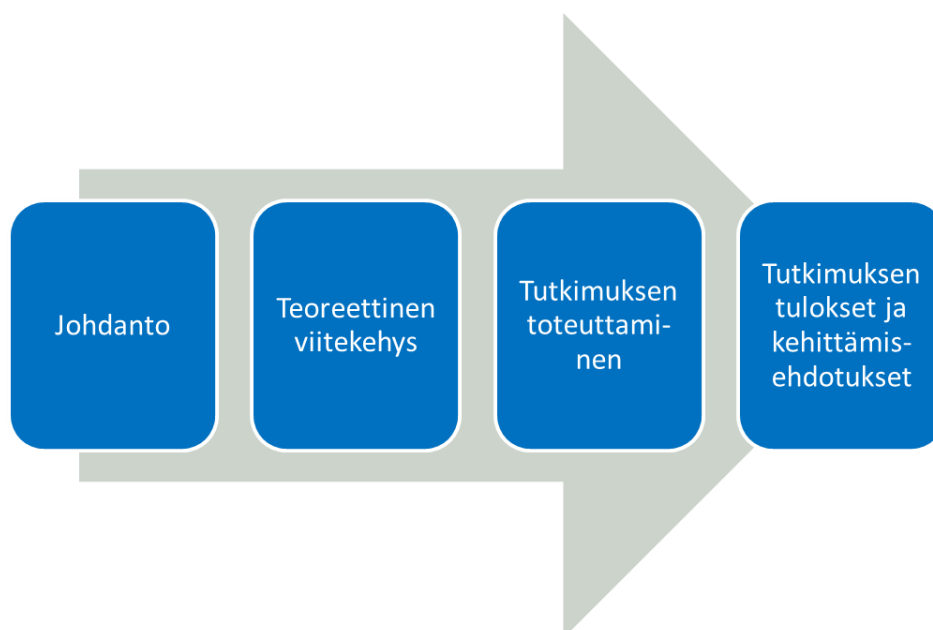 Johdanto
Teoreettinen
viitekehys
Tutkimuksen
toteuttami-
nen
Tutkimuksen
tulokset ja
kehittämis-
ehdotukset